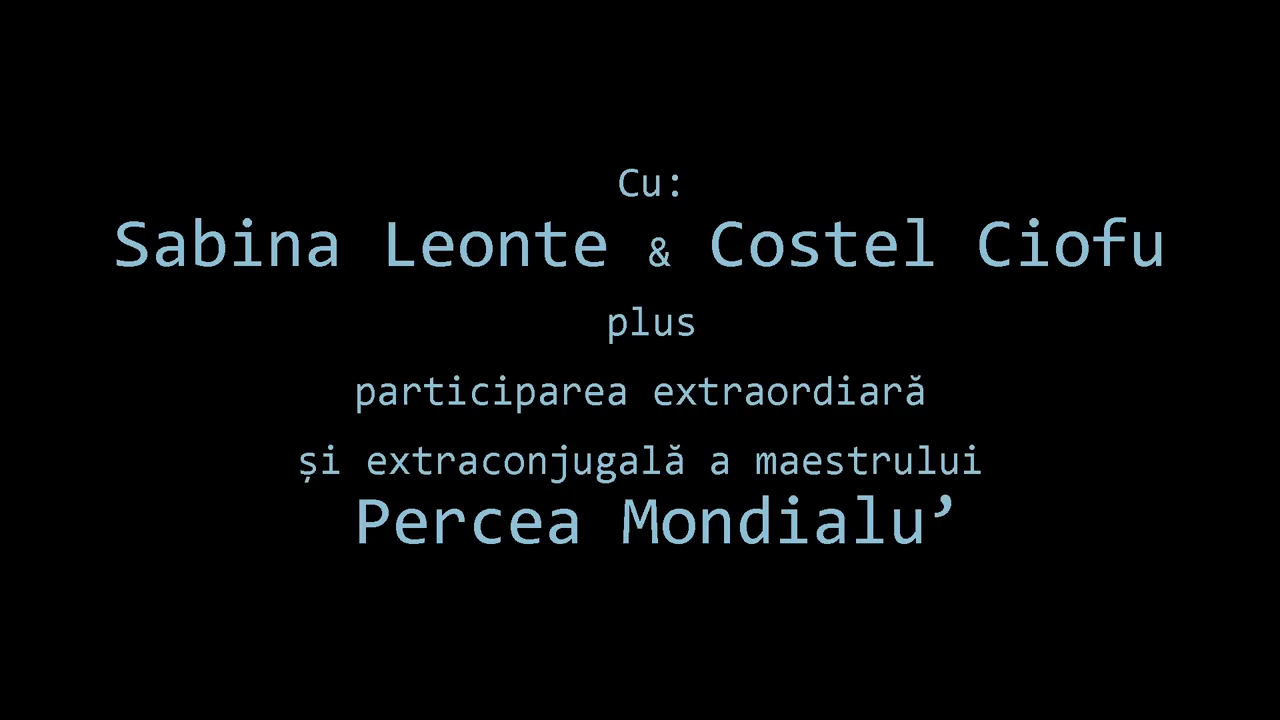 Cu:
Sabina Leonte & Costel Ciofu
plus
participarea extraordiară
și extraconjugală a maestrului
Percea Mondialu’